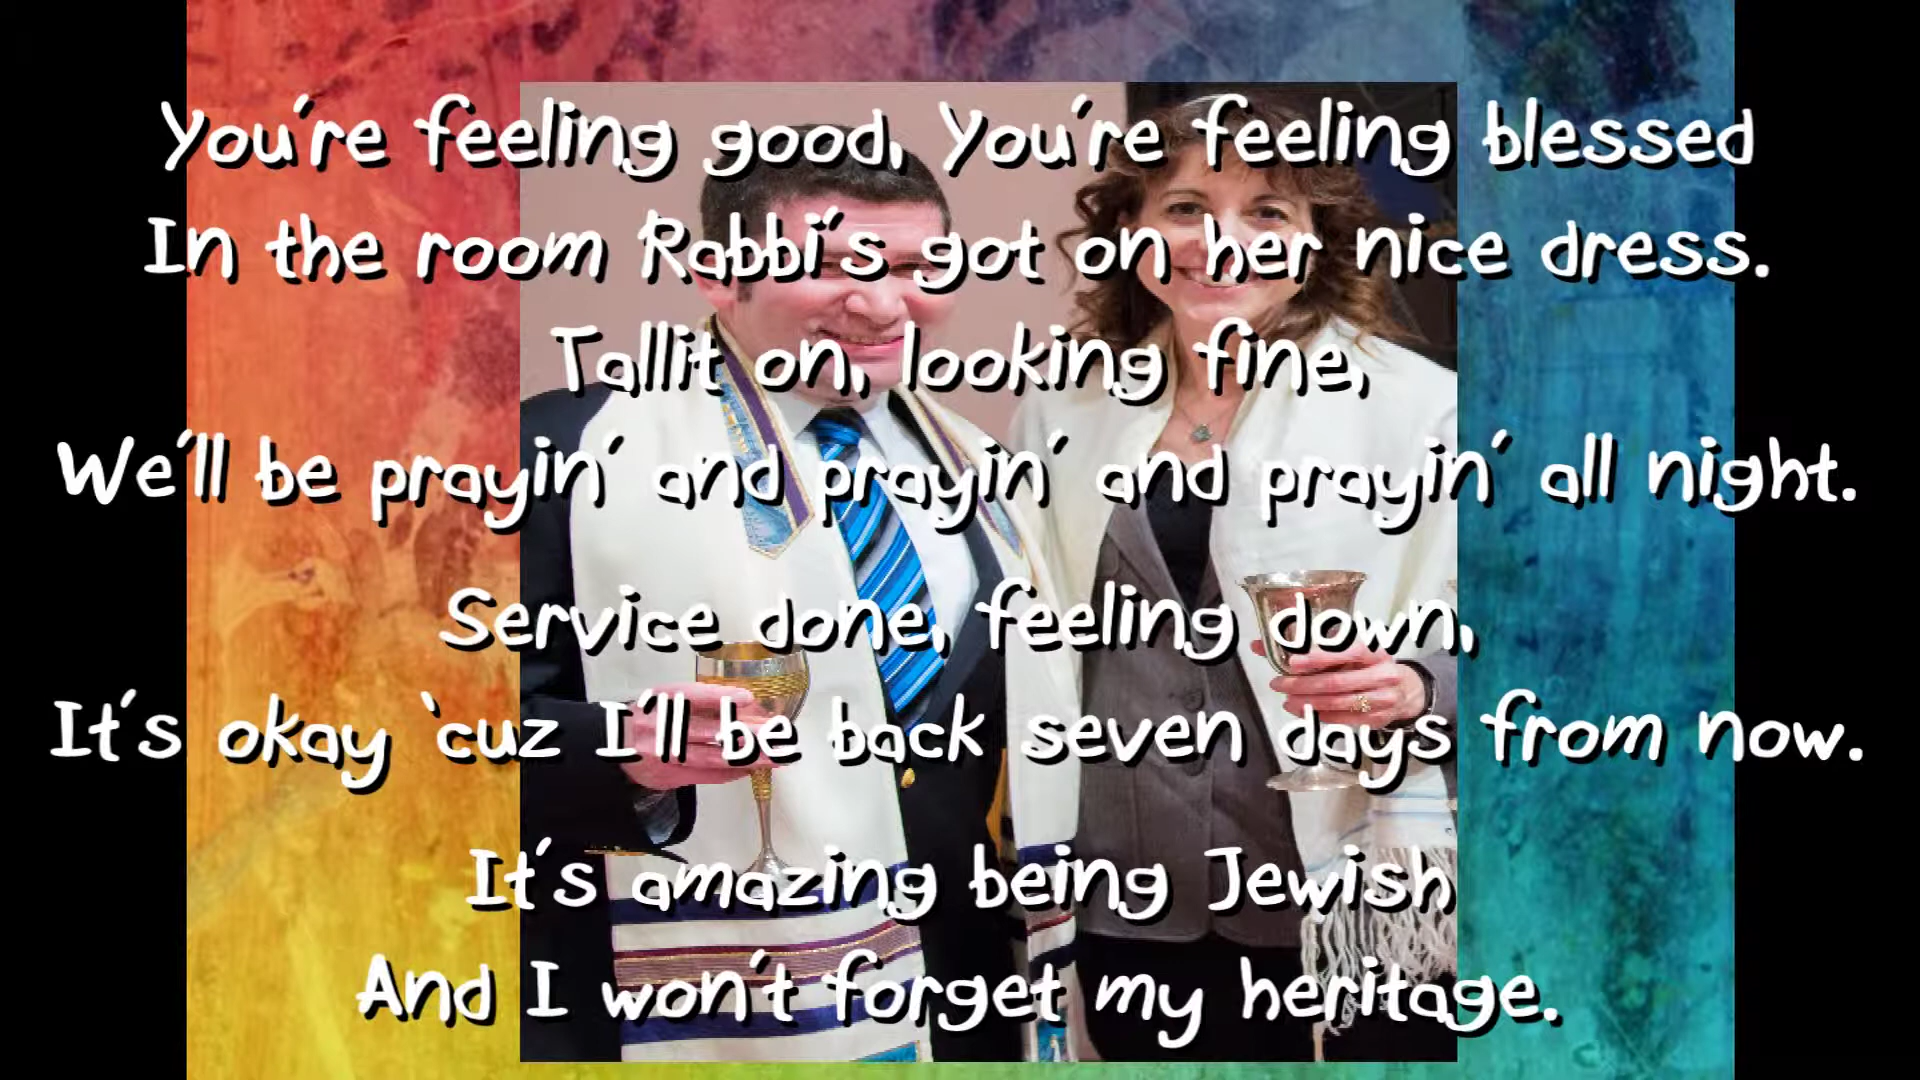 You're feeling good, You're feeling blessed
In the room Rabbi's got on her nice dress.
Tallit on, looking fine,
We'll be prayin' and prayin' and prayin' all night.
Service done, feeling down,
It's okay ‵cuz I'll be back seven days from now.
It's amazing being Jewish
And I won't forget my heritage.